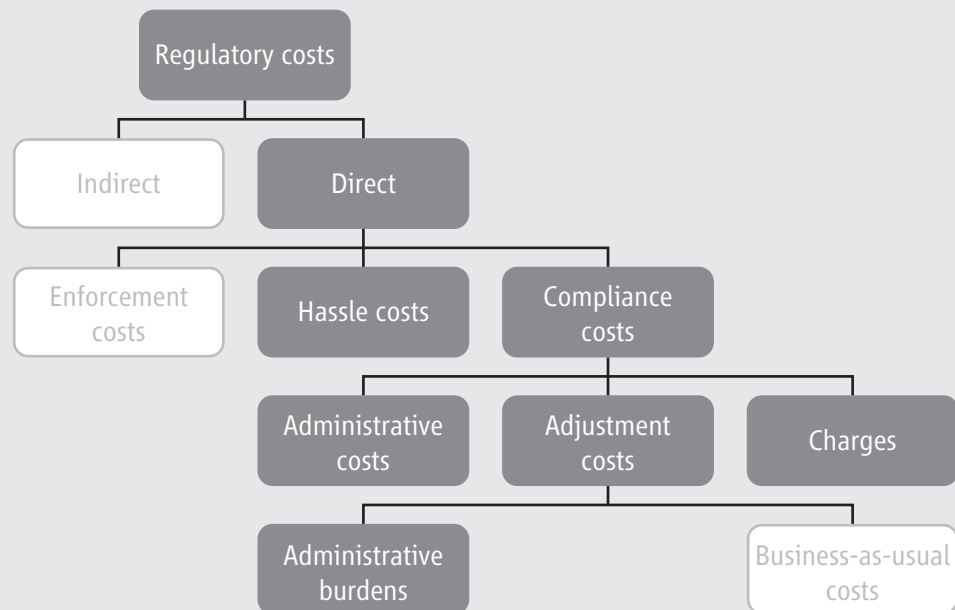 Regulatory costs
Indirect
Direct
Enforcement
costs
Hassle costs
Compliance
costs
Administrative
costs
Adjustment
costs
Charges
Administrative
burdens
Business-as-usual
costs